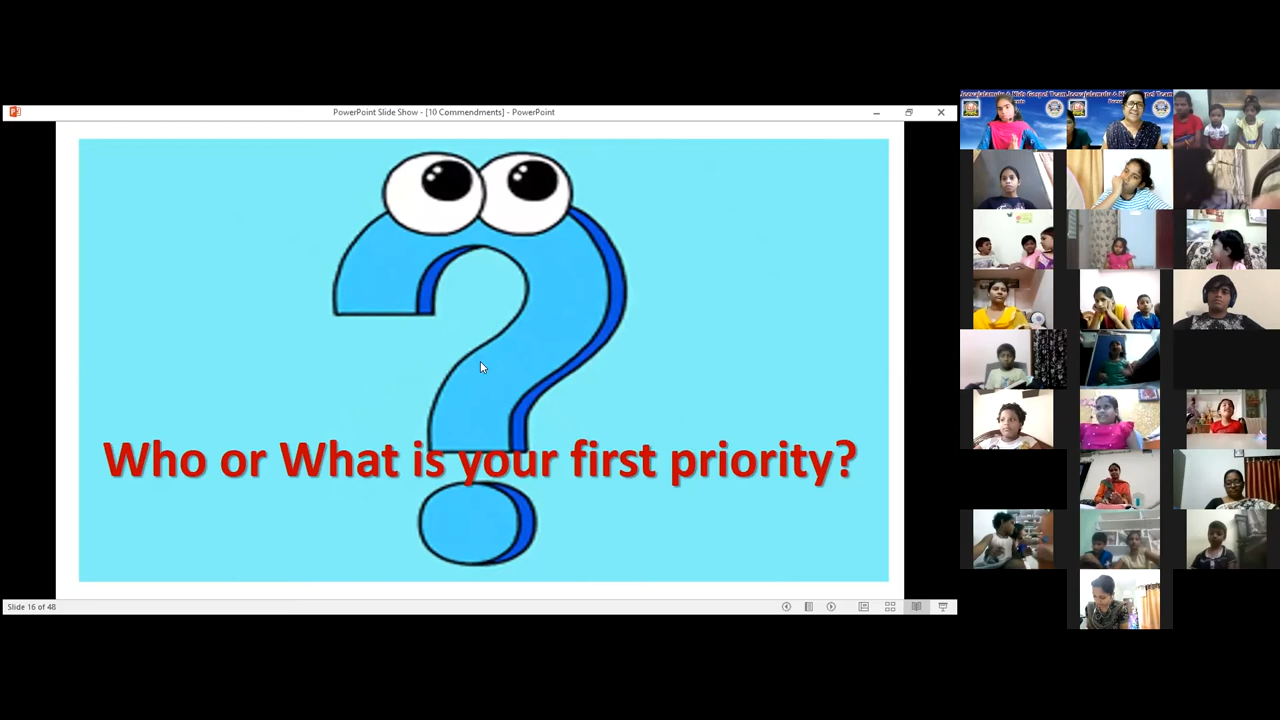 PowerPoint Slide Show - [10 Commendments] - PowerPoint
Who or What is your first priority?
Slide 16 of 48